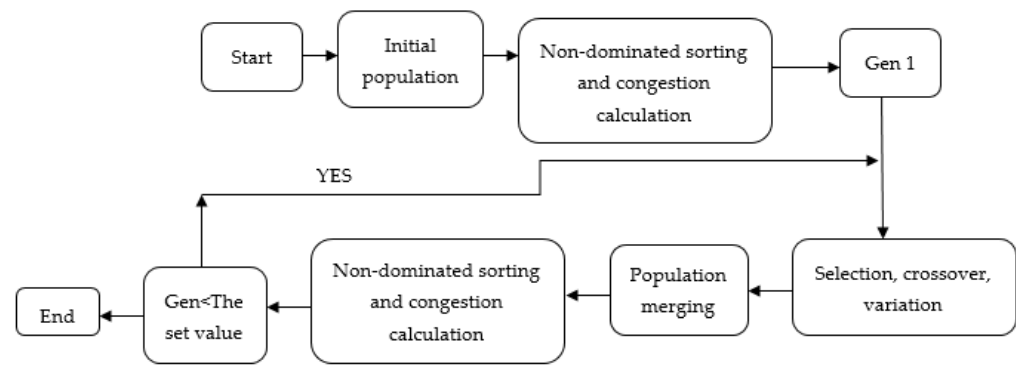 Start
Initial
population
Non-dominated sorting
and congestion
calculation
Gen 1
YES
Selection, crossover,
variation
Population
merging
Non-dominated sorting
and congestion
calculation
Gen<The
set value
End